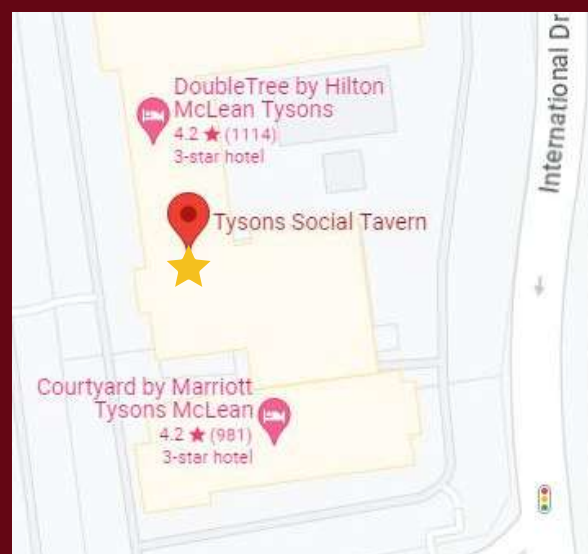 International Dr
DoubleTree by Hilton
McLean Tysons
4.2 ★ (1114)
3-star hotel
Tysons Social Tavern
Courtyard by Marriott
Tysons McLean
4.2 ★ (981)
3-star hotel